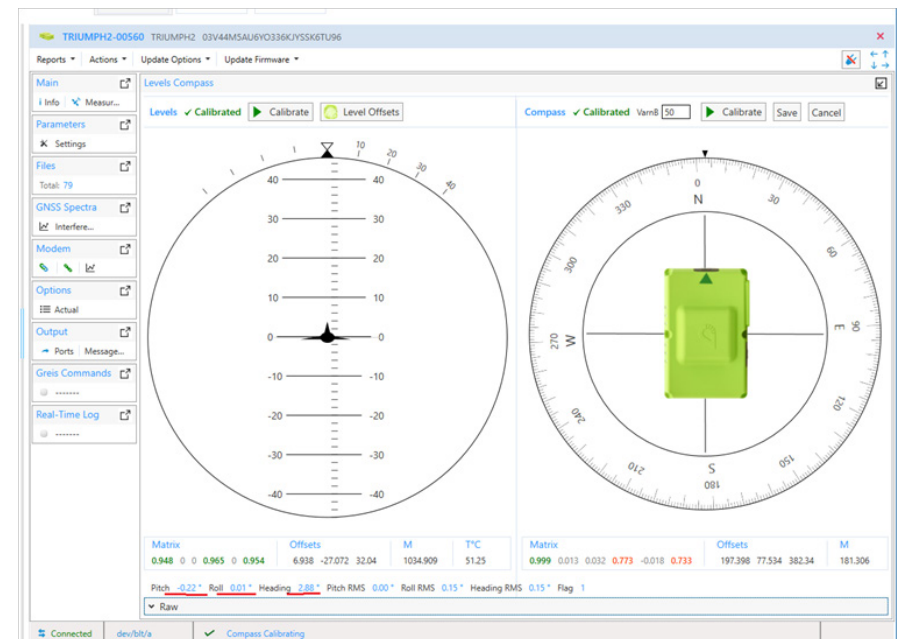 TRIUMPH2-00560 TRIUMPH2 03V44M5AU6YO336KJYSSK6TU96
Reports Actions Update Options Update Firmware
Main
Info Measur...
Parameters
Settings
Files
Total: 79
GNSS Spectra
Interfere...
Modem
Options
Actual
Output
Ports Message...
Greis Commands
-------
Real-Time Log
-------
Levels Compass
Levels Calibrated Calibrate Level Offsets
10 20 30 40
40 40
30 30
20 20
10 10
0 0
-10 -10
-20 -20
-30 -30
-40 -40
Matrix Offsets M T°C
0.948 0 0 0.965 0 0.954 6.938 -27.072 32.04 1034.909 51.25
Compass Calibrated VarnB 50 Calibrate Save Cancel
0 30 60 90 120 150 180 210 240 270 300 330
N E S W
Matrix Offsets M
0.999 0.013 0.032 0.773 -0.018 0.733 197.398 77.534 382.34 181.306
Pitch -0.22° Roll 0.01° Heading 2.88° Pitch RMS 0.00° Roll RMS 0.15° Heading RMS 0.15° Flag 1
Raw
Connected dev/blt/a Compass Calibrating